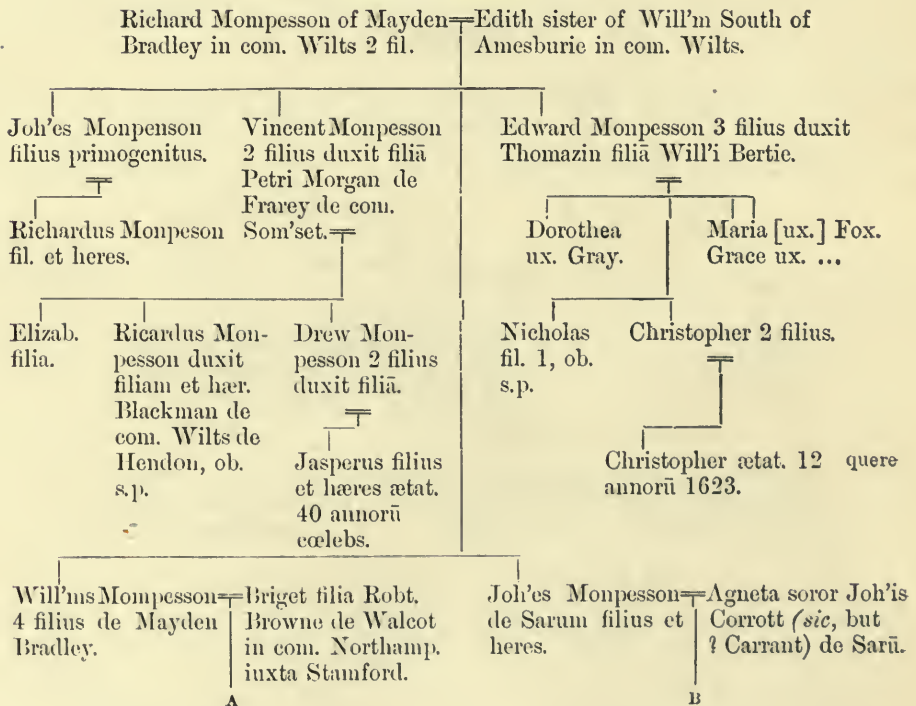 Richard Mompesson of Mayden
Bradley in com. Wilts 2 fil.
Edith sister of Will'm South of
Amesburie in com. Wilts.
Joh'es Monpenson
filius primogenitus.
Vincent Monpesson
2 filius duxit filiā
Petri Morgan de
Frarey de com.
Som'set.
Edward Monpesson 3 filius duxit
Thomazin filiā Will'i Bertie.
Richardus Monpeson
fil. et heres.
Dorothea
ux. Gray.
Maria [ux.] Fox.
Grace ux. ...
Elizab.
filia.
Ricardus Mon-
pesson duxit
filiam et hær.
Blackman de
com. Wilts de
Hendon, ob.
s.p.
Drew Mon-
pesson 2 filius
duxit filiā.
Nicholas
fil. 1, ob.
s.p.
Christopher 2 filius.
Jasperus filius
et hæres ætat.
40 annorū
cœlebs.
Christopher ætat. 12 quere
annorū 1623.
Will'ms Mompesson
4 filius de Mayden
Bradley.
Briget filia Robt.
Browne de Walcot
in com. Northamp.
iuxta Stamford.
Joh'es Monpesson
de Sarum filius et
heres.
Agneta soror Joh'is
Corrott (sic, but
? Carrant) de Sarū.
A
B